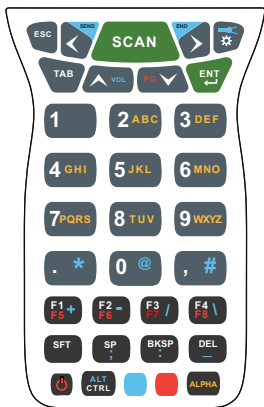 SEND END
ESC SCAN
TAB VOL PG ENT
1 2 ABC 3 DEF
4 GHI 5 JKL 6 MNO
7 PQRS 8 TUV 9 WXYZ
. * 0 @ , #
F1 + F2 - F3 / F4 \
F5 F6 F7 F8
SFT SP ; BKSP : DEL _
ALT
CTRL ALPHA